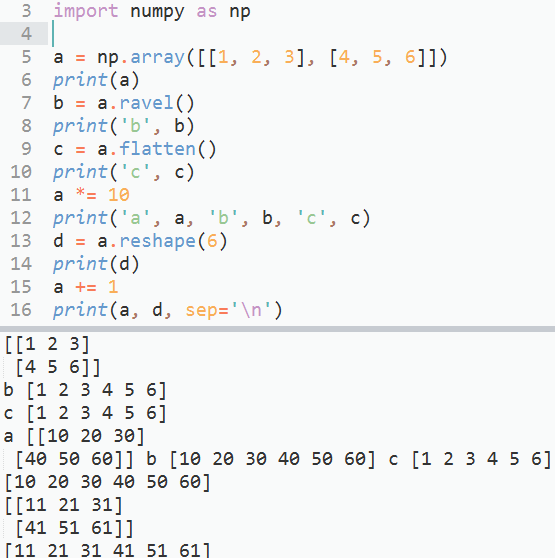 3 import numpy as np
4
5 a = np.array([[1, 2, 3], [4, 5, 6]])
6 print(a)
7 b = a.ravel()
8 print('b', b)
9 c = a.flatten()
10 print('c', c)
11 a *= 10
12 print('a', a, 'b', b, 'c', c)
13 d = a.reshape(6)
14 print(d)
15 a += 1
16 print(a, d, sep='\n')
[[1 2 3]
 [4 5 6]]
b [1 2 3 4 5 6]
c [1 2 3 4 5 6]
a [[10 20 30]
 [40 50 60]] b [10 20 30 40 50 60] c [1 2 3 4 5 6]
[10 20 30 40 50 60]
[[11 21 31]
 [41 51 61]]
[11 21 31 41 51 61]